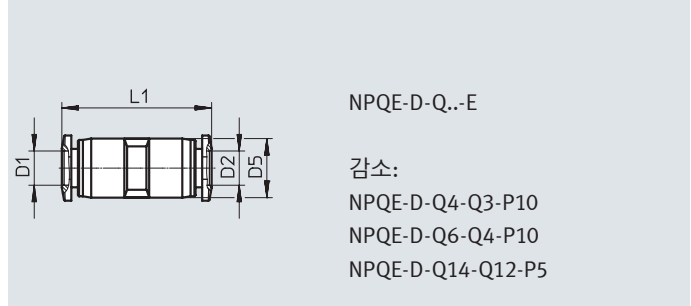 L1
D1
D2
D5
NPQE-D-Q..-E
감소:
NPQE-D-Q4-Q3-P10
NPQE-D-Q6-Q4-P10
NPQE-D-Q14-Q12-P5